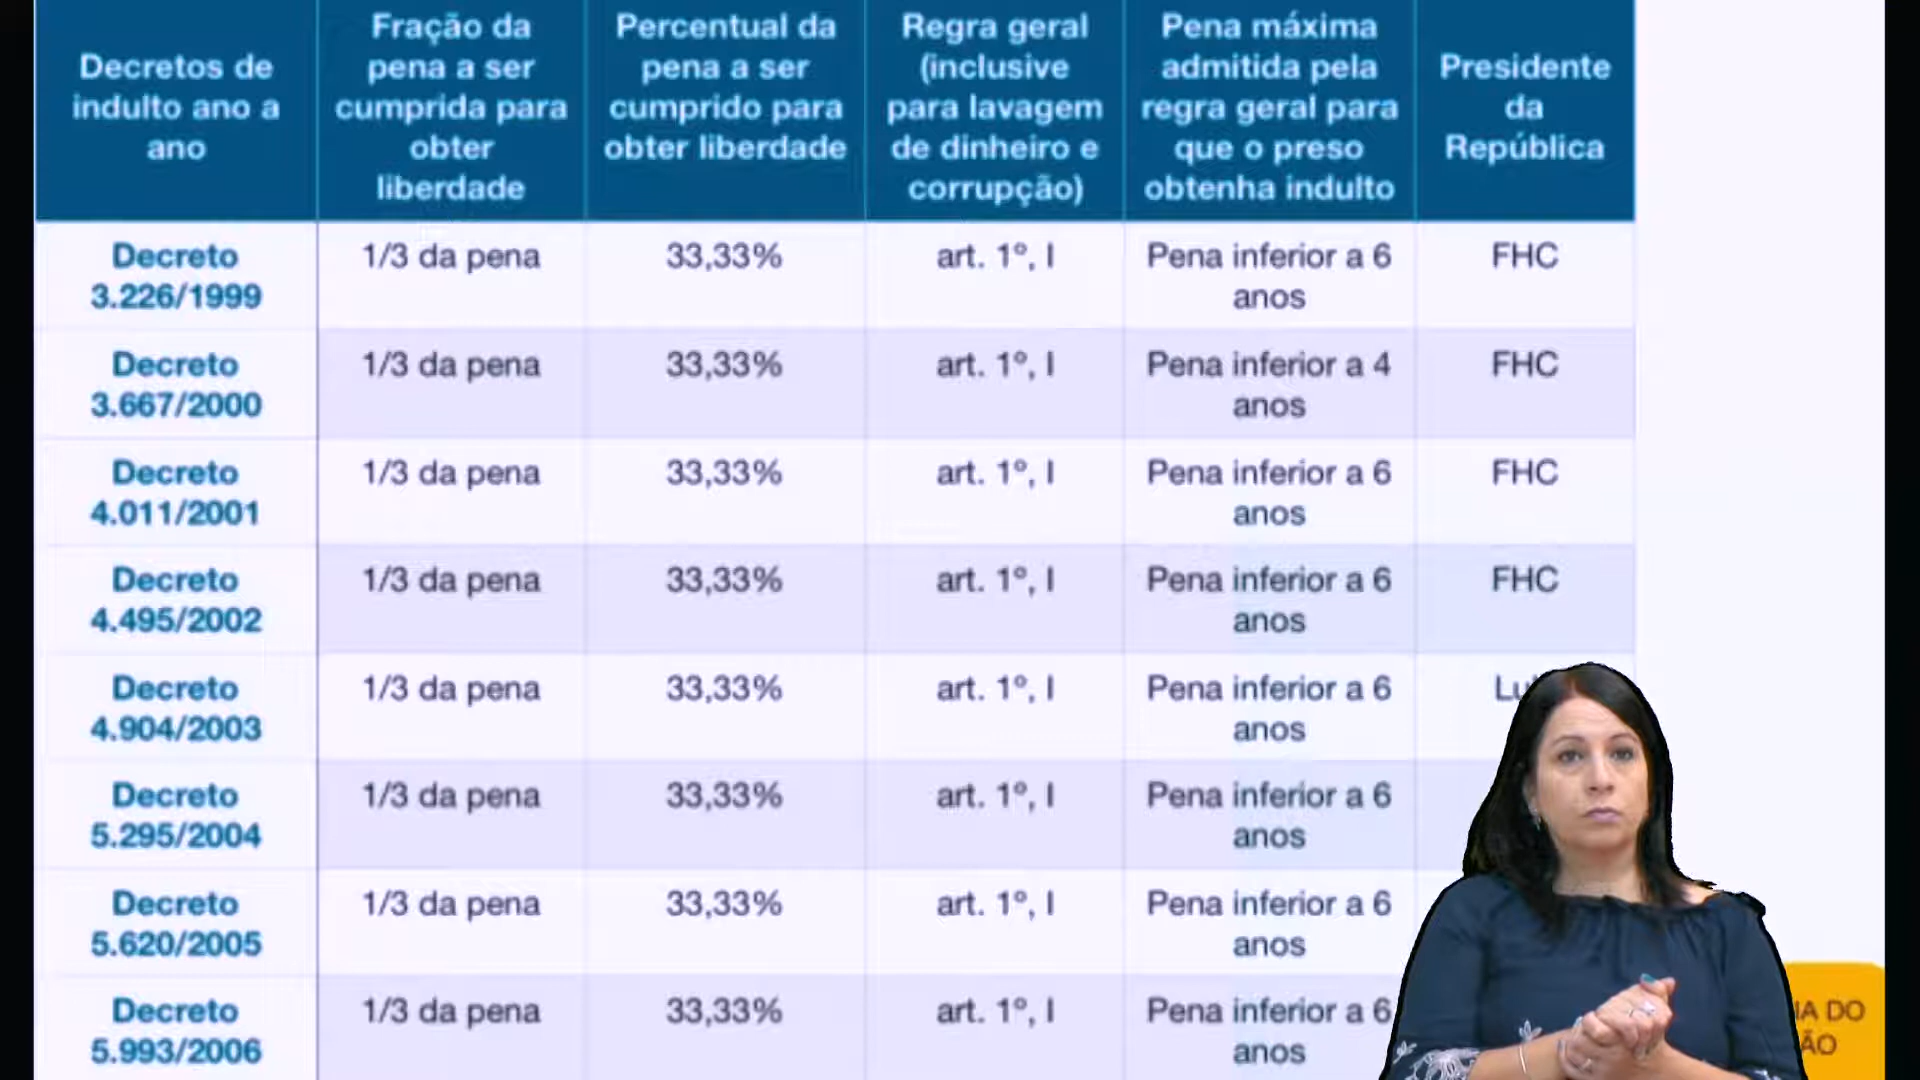 Decretos de
indulto ano a
ano
Fração da
pena a ser
cumprida para
obter
liberdade
Percentual da
pena a ser
cumprido para
obter liberdade
Regra geral
(inclusive
para lavagem
de dinheiro e
corrupção)
Pena máxima
admitida pela
regra geral para
que o preso
obtenha indulto
Presidente
da
República
Decreto
3.226/1999
1/3 da pena
33,33%
art. 1º, I
Pena inferior a 6
anos
FHC
Decreto
3.667/2000
1/3 da pena
33,33%
art. 1º, I
Pena inferior a 4
anos
FHC
Decreto
4.011/2001
1/3 da pena
33,33%
art. 1º, I
Pena inferior a 6
anos
FHC
Decreto
4.495/2002
1/3 da pena
33,33%
art. 1º, I
Pena inferior a 6
anos
FHC
Decreto
4.904/2003
1/3 da pena
33,33%
art. 1º, I
Pena inferior a 6
anos
Decreto
5.295/2004
1/3 da pena
33,33%
art. 1º, I
Pena inferior a 6
anos
Decreto
5.620/2005
1/3 da pena
33,33%
art. 1º, I
Pena inferior a 6
anos
Decreto
5.993/2006
1/3 da pena
33,33%
art. 1º, I
Pena inferior a 6
anos
DO